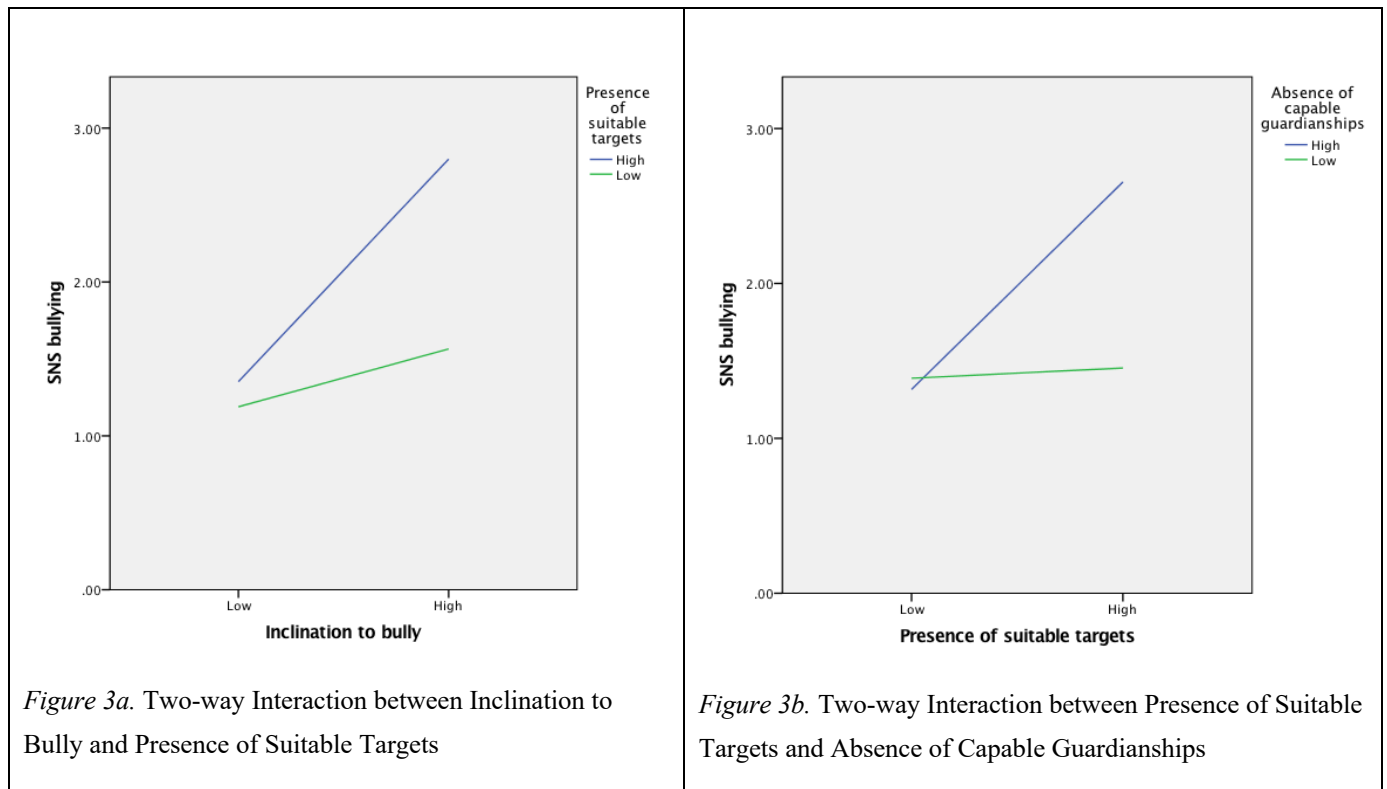 Presence
of
suitable
targets
High
Low
3.00
2.00
1.00
.00
SNS bullying
Low
High
Inclination to bully
Figure 3a. Two-way Interaction between Inclination to
Bully and Presence of Suitable Targets
Absence of
capable
guardianships
High
Low
3.00
2.00
1.00
.00
SNS bullying
Low
High
Presence of suitable targets
Figure 3b. Two-way Interaction between Presence of Suitable
Targets and Absence of Capable Guardianships